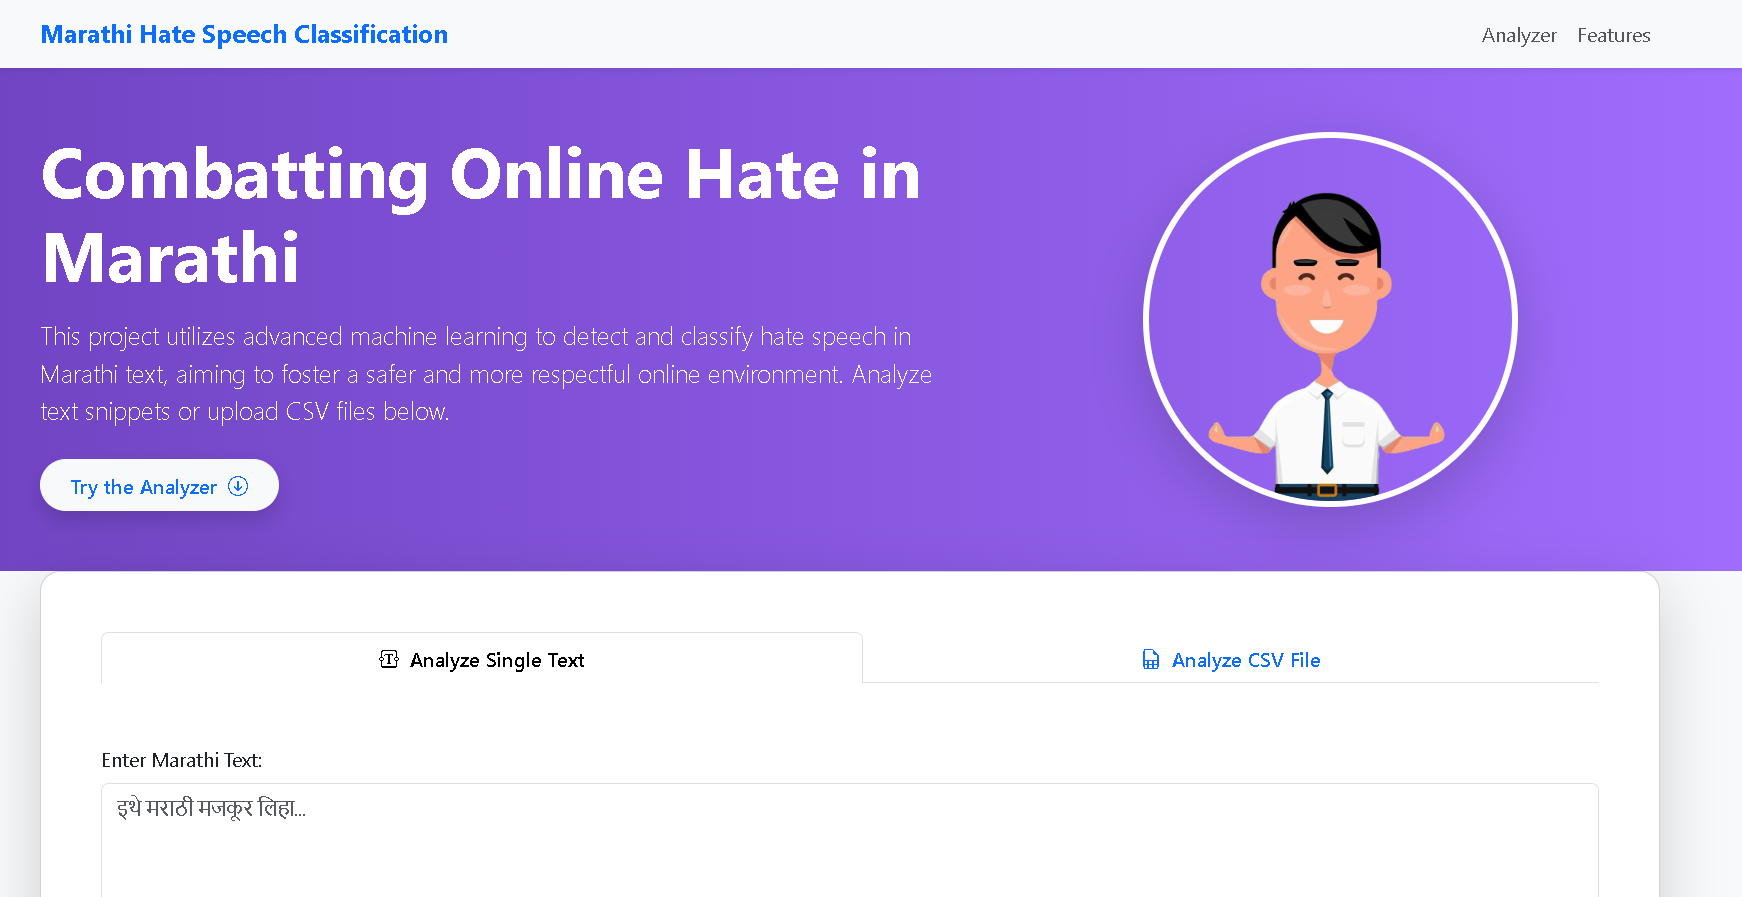 Marathi Hate Speech Classification
Analyzer Features
Combatting Online Hate in
Marathi
This project utilizes advanced machine learning to detect and classify hate speech in
Marathi text, aiming to foster a safer and more respectful online environment. Analyze
text snippets or upload CSV files below.
Try the Analyzer
Analyze Single Text
Analyze CSV File
Enter Marathi Text:
इथे मराठी मजकूर लिहा...